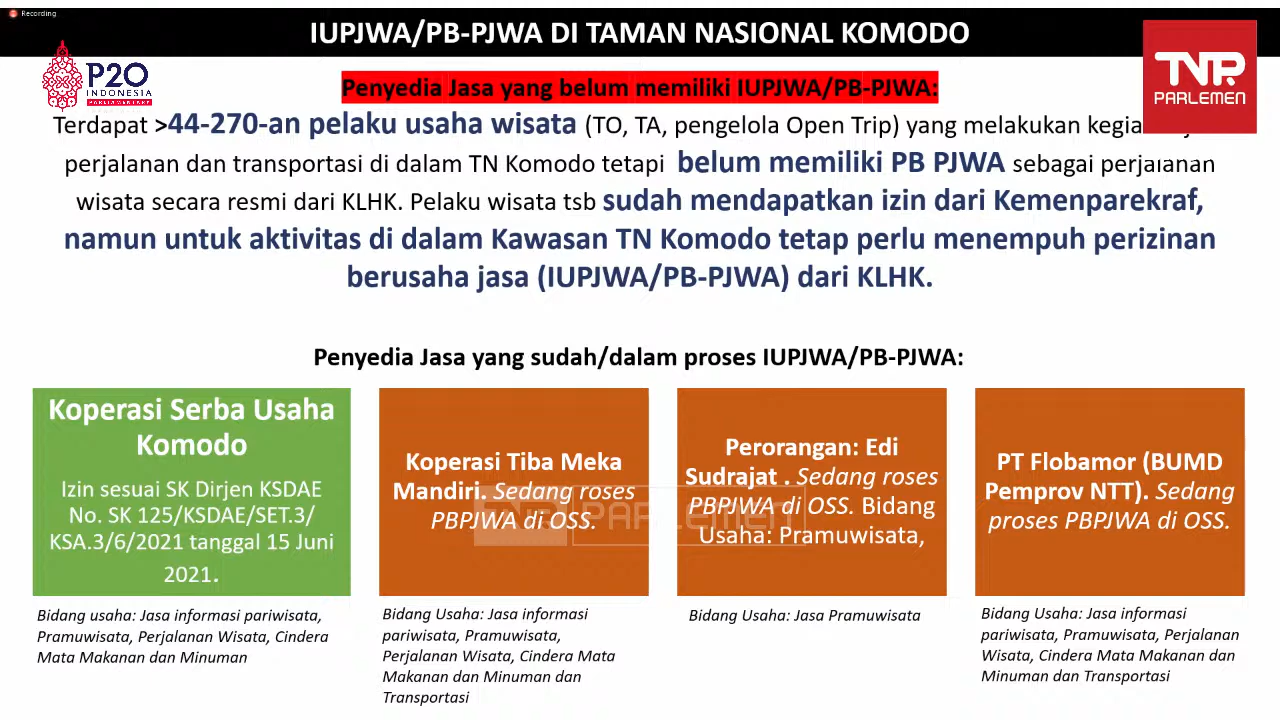 Recording
IUPJWA/PB-PJWA DI TAMAN NASIONAL KOMODO
P20
INDONESIA
PARLIAMENTARY
TVR
PARLEMEN
Penyedia Jasa yang belum memiliki IUPJWA/PB-PJWA:
Terdapat >44-270-an pelaku usaha wisata (TO, TA, pengelola Open Trip) yang melakukan
perjalanan dan transportasi di dalam TN Komodo tetapi belum memiliki PB PJWA sebagai perjalanan
wisata secara resmi dari KLHK. Pelaku wisata tsb sudah mendapatkan izin dari Kemenparekraf,
namun untuk aktivitas di dalam Kawasan TN Komodo tetap perlu menempuh perizinan
berusaha jasa (IUPJWA/PB-PJWA) dari KLHK.
Penyedia Jasa yang sudah/dalam proses IUPJWA/PB-PJWA:
Koperasi Serba Usaha
Komodo
Izin sesuai SK Dirjen KSDAE
No. SK 125/KSDAE/SET.3/
KSA.3/6/2021 tanggal 15 Juni
2021.
Bidang usaha: Jasa informasi pariwisata,
Pramuwisata, Perjalanan Wisata, Cindera
Mata Makanan dan Minuman
Koperasi Tiba Meka
Mandiri. Sedang roses
PBPJWA di OSS.
Bidang Usaha: Jasa informasi
pariwisata, Pramuwisata,
Perjalanan Wisata, Cindera Mata
Makanan dan Minuman dan
Transportasi
Perorangan: Edi
Sudrajat . Sedang roses
PBPJWA di OSS. Bidang
Usaha: Pramuwisata,
Bidang Usaha: Jasa Pramuwisata
PT Flobamor (BUMD
Pemprov NTT). Sedang
proses PBPJWA di OSS.
Bidang Usaha: Jasa informasi
pariwisata, Pramuwisata, Perjalanan
Wisata, Cindera Mata Makanan dan
Minuman dan Transportasi
TVR PARLEMEN